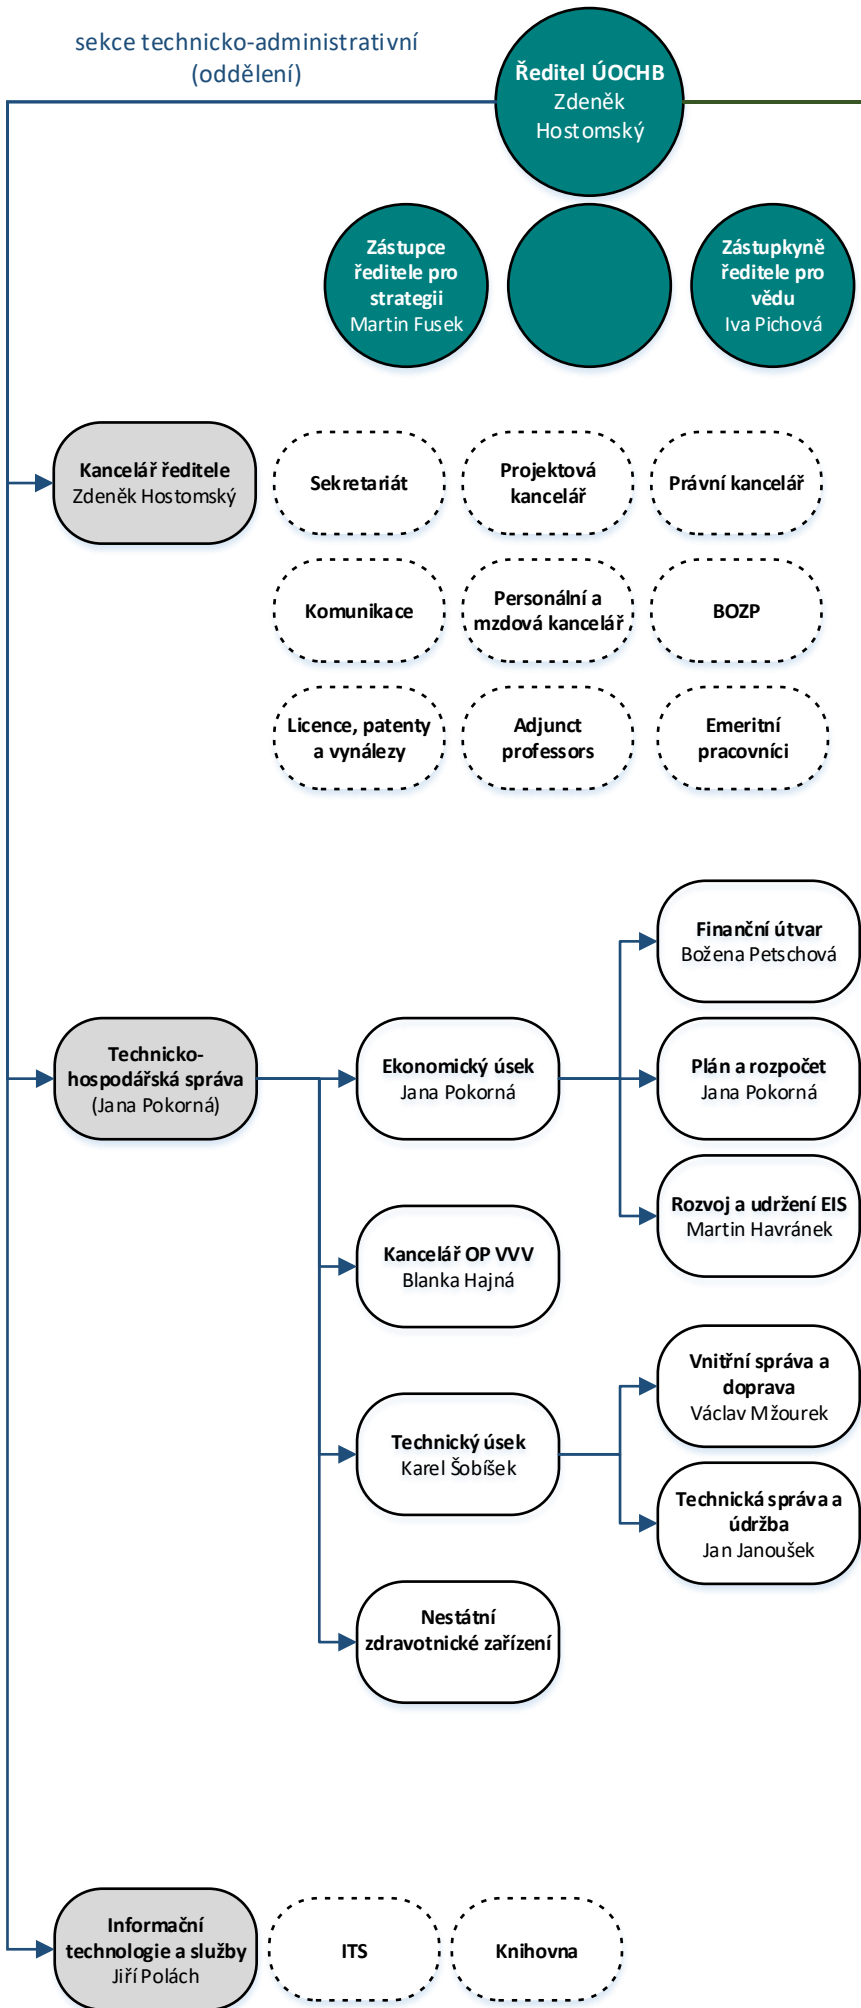 sekce technicko-administrativní
(oddělení)
Ředitel ÚOCHB
Zdeněk
Hostomský
Zástupce
ředitele pro
strategii
Martin Fusek
Zástupkyně
ředitele pro
vědu
Iva Pichová
Kancelář ředitele
Zdeněk Hostomský
Sekretariát
Projektová
kancelář
Právní kancelář
Komunikace
Personální a
mzdová kancelář
BOZP
Licence, patenty
a vynálezy
Adjunct
professors
Emeritní
pracovníci
Finanční útvar
Božena Petschová
Technicko-
hospodářská správa
(Jana Pokorná)
Ekonomický úsek
Jana Pokorná
Plán a rozpočet
Jana Pokorná
Rozvoj a udržení EIS
Martin Havránek
Kancelář OP VVV
Blanka Hajná
Vnitřní správa a
doprava
Václav Mžourek
Technický úsek
Karel Šobíšek
Technická správa a
údržba
Jan Janoušek
Nestátní
zdravotnické zařízení
Informační
technologie a služby
Jiří Polách
ITS
Knihovna